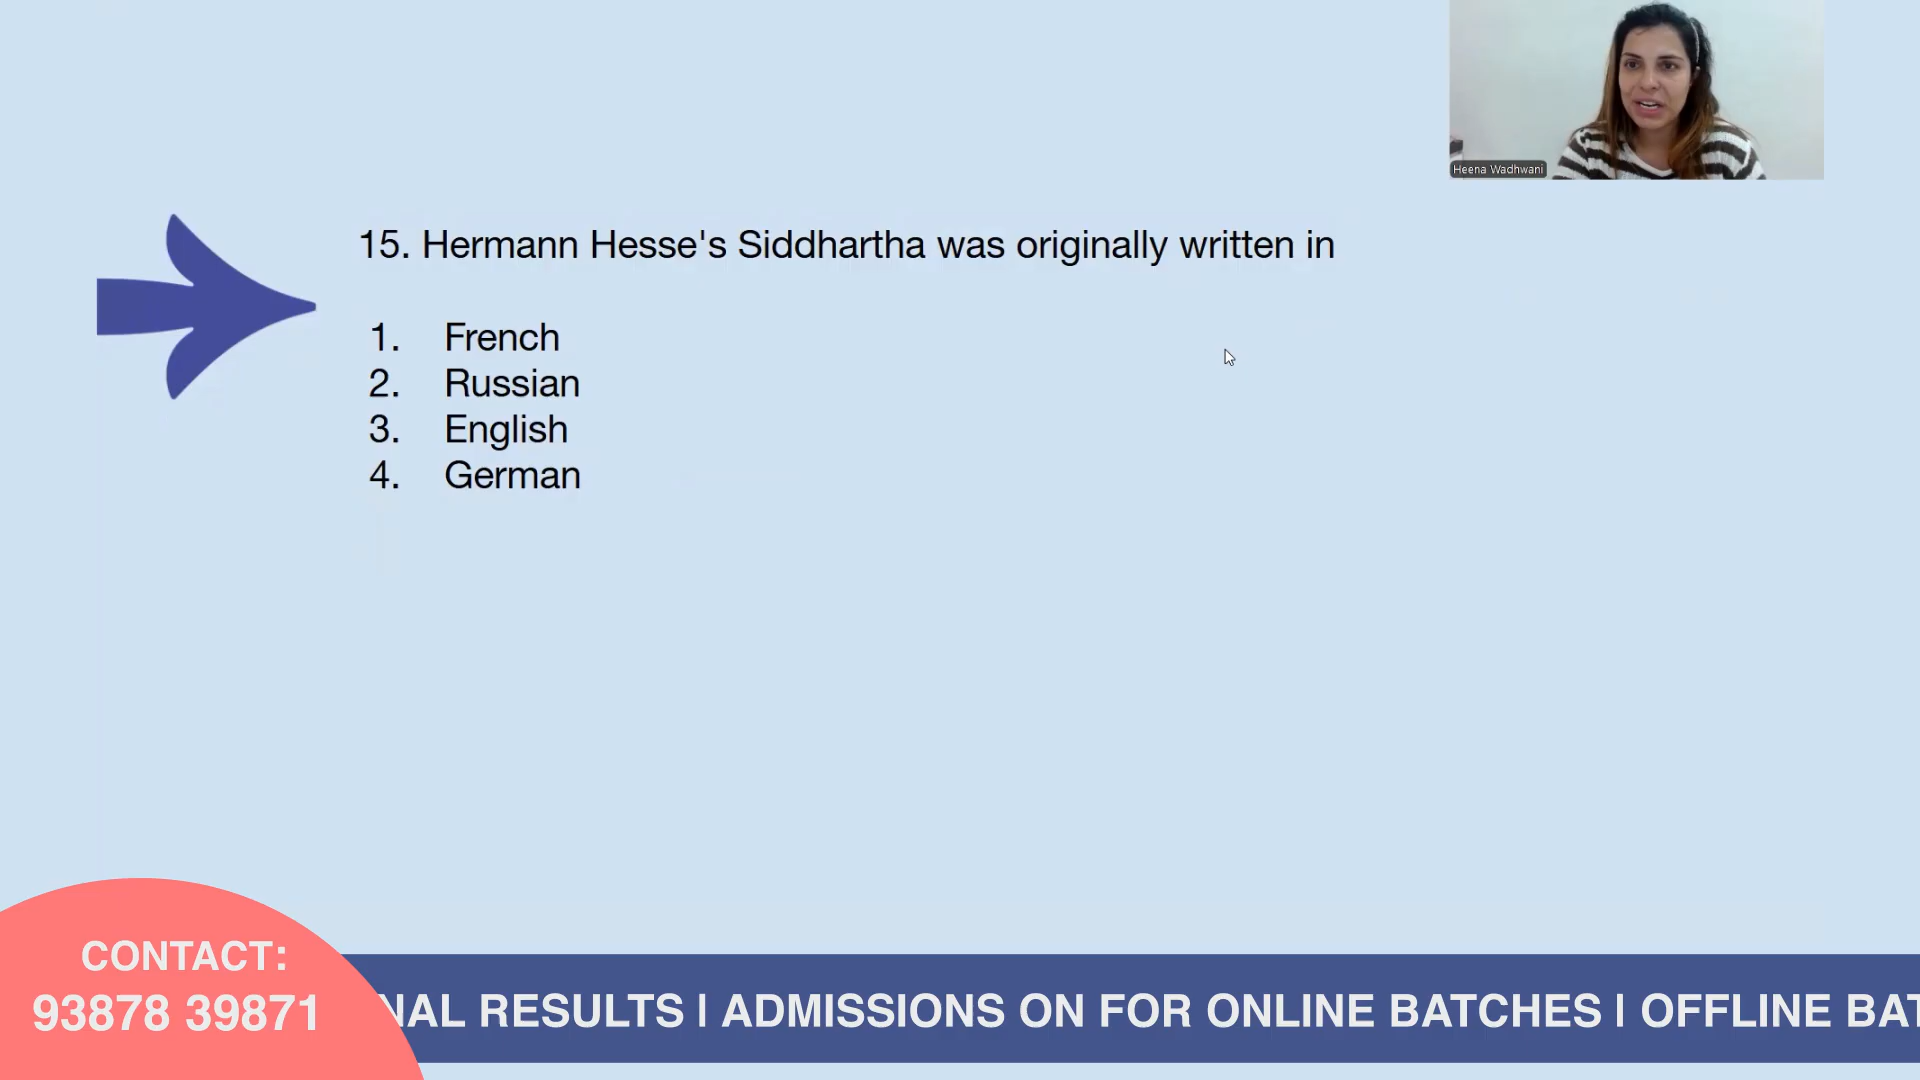 Heena Wadhwani
15. Hermann Hesse's Siddhartha was originally written in
1. French
2. Russian
3. English
4. German
CONTACT:
93878 39871
NAL RESULTS | ADMISSIONS ON FOR ONLINE BATCHES | OFFLINE BAT